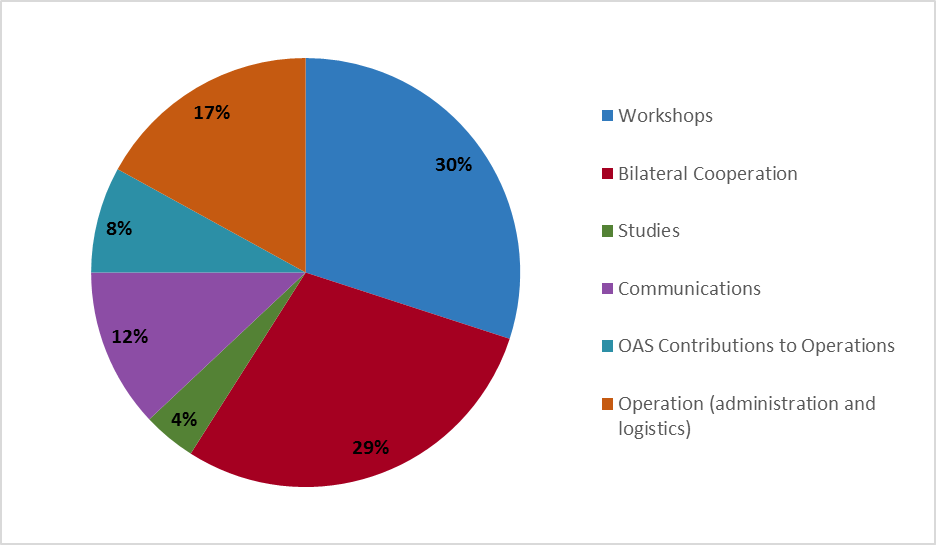 30%
29%
4%
12%
8%
17%
Workshops
Bilateral Cooperation
Studies
Communications
OAS Contributions to Operations
Operation (administration and
logistics)